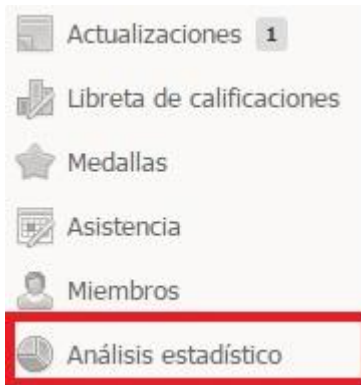 Actualizaciones 1
Libreta de calificaciones
Medallas
Asistencia
Miembros
Análisis estadístico